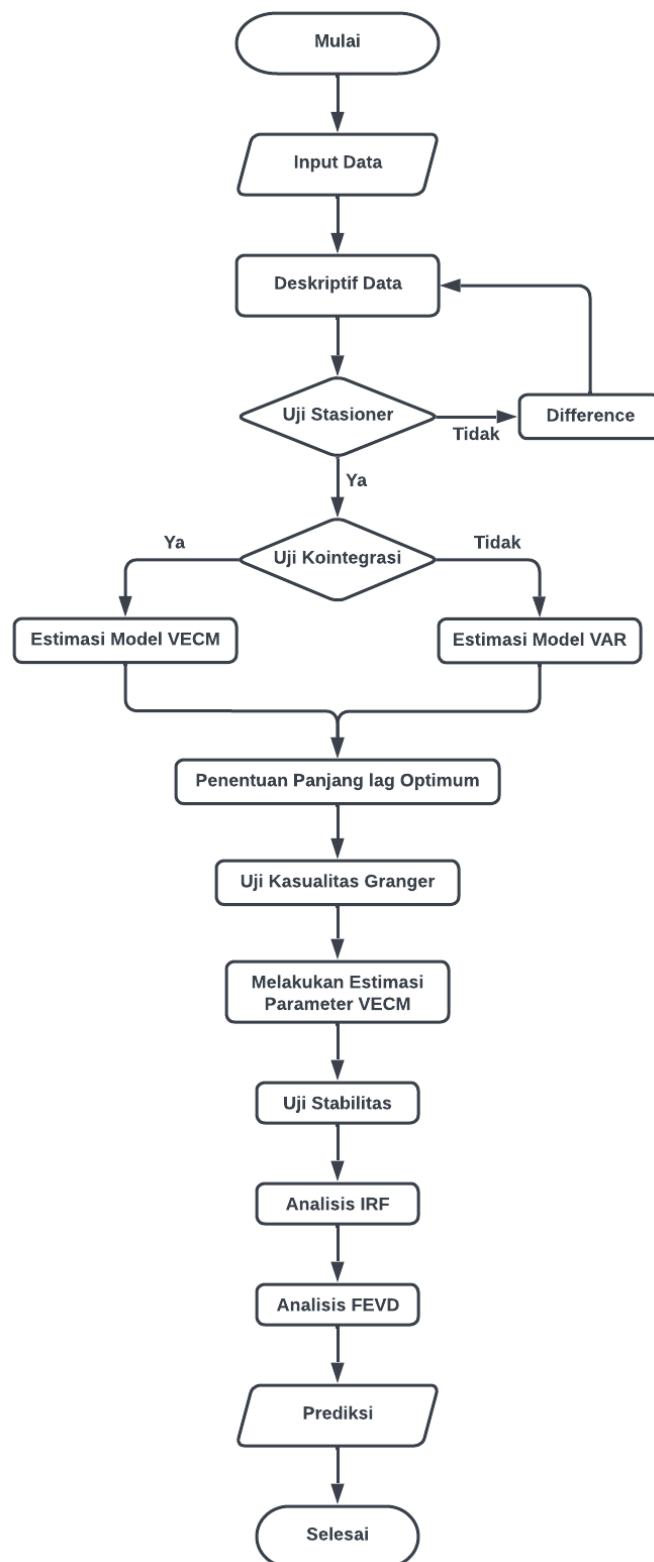 Mulai
Input Data
Deskriptif Data
Uji Stasioner
Tidak
Difference
Ya
Uji Kointegrasi
Ya
Tidak
Estimasi Model VECM
Estimasi Model VAR
Penentuan Panjang lag Optimum
Uji Kasualitas Granger
Melakukan Estimasi
Parameter VECM
Uji Stabilitas
Analisis IRF
Analisis FEVD
Prediksi
Selesai